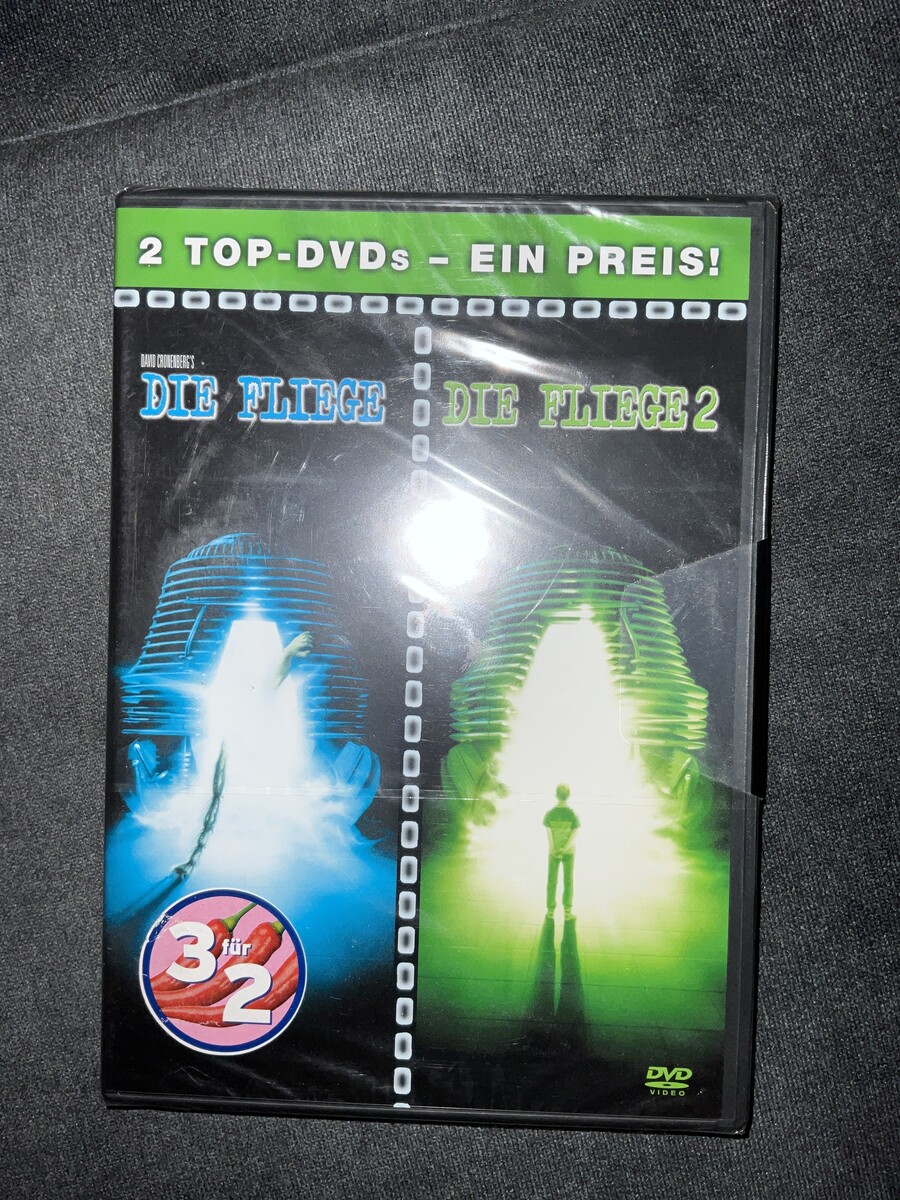 2 TOP-DVDs – EIN PREIS!
DAVID CRONENBERG'S
DIE FLIEGE
DIE FLIEGE 2
3 für 2
DVD
VIDEO